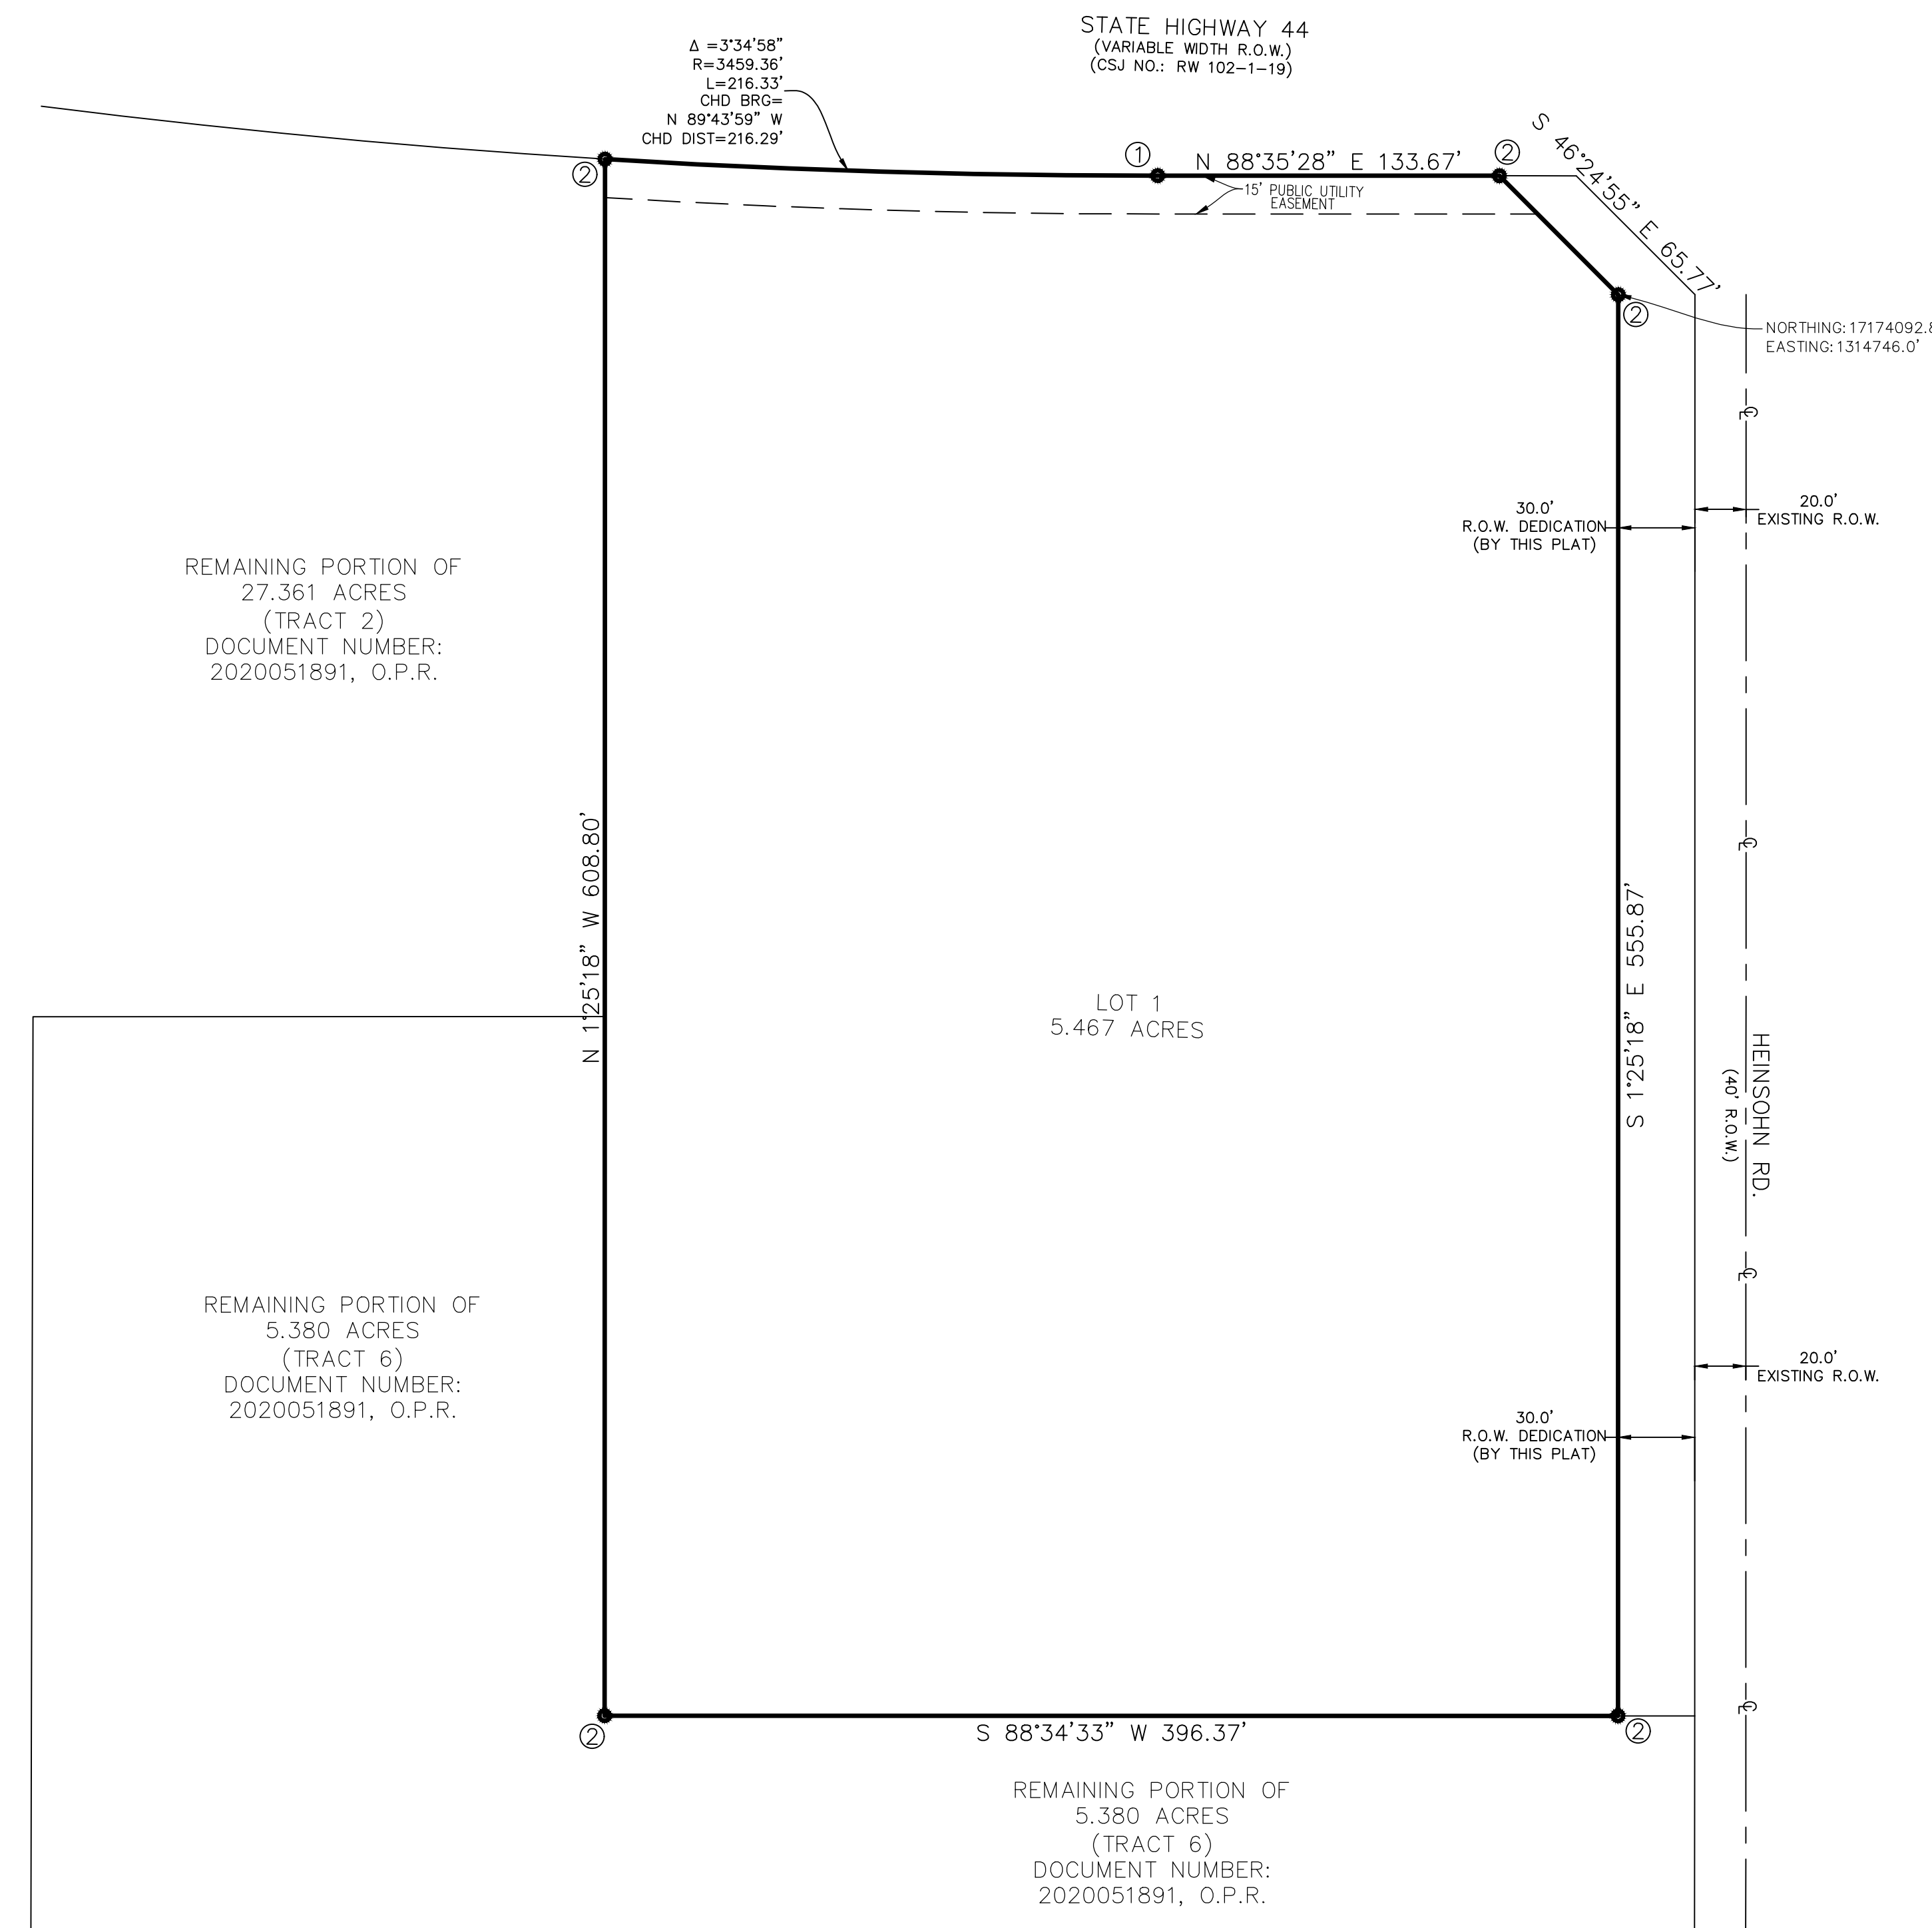 STATE HIGHWAY 44
(VARIABLE WIDTH R.O.W.)
(CSJ NO.: RW 102-1-19)
Δ =3°34'58"
R=3459.36'
L=216.33'
CHD BRG=
N 89°43'59" W
CHD DIST=216.29'
2
1
N 88°35'28" E 133.67'
2
S 46°24'55" E 65.77'
15' PUBLIC UTILITY
EASEMENT
2
NORTHING: 17174092.
EASTING: 1314746.0'
℄
30.0'
R.O.W. DEDICATION
(BY THIS PLAT)
20.0'
EXISTING R.O.W.
REMAINING PORTION OF
27.361 ACRES
(TRACT 2)
DOCUMENT NUMBER:
2020051891, O.P.R.
N 1°25'18" W 608.80'
℄
S 1°25'18" E 555.87'
LOT 1
5.467 ACRES
HEINSOHN RD.
(40' R.O.W.)
℄
REMAINING PORTION OF
5.380 ACRES
(TRACT 6)
DOCUMENT NUMBER:
2020051891, O.P.R.
20.0'
EXISTING R.O.W.
30.0'
R.O.W. DEDICATION
(BY THIS PLAT)
℄
2
S 88°34'33" W 396.37'
2
REMAINING PORTION OF
5.380 ACRES
(TRACT 6)
DOCUMENT NUMBER:
2020051891, O.P.R.